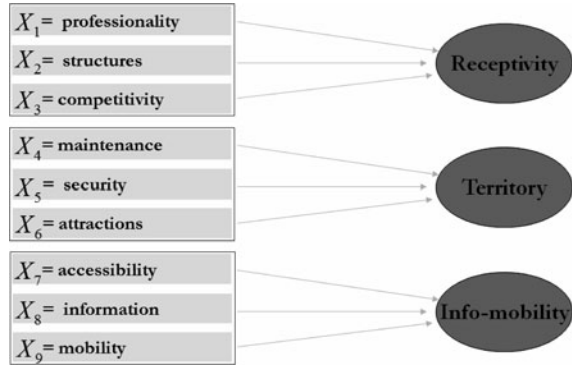 X₁= professionality
X₂= structures
X₃= competitivity
Receptivity
X₄= maintenance
X₅= security
X₆= attractions
Territory
X₇= accessibility
X₈= information
X₉= mobility
Info-mobility